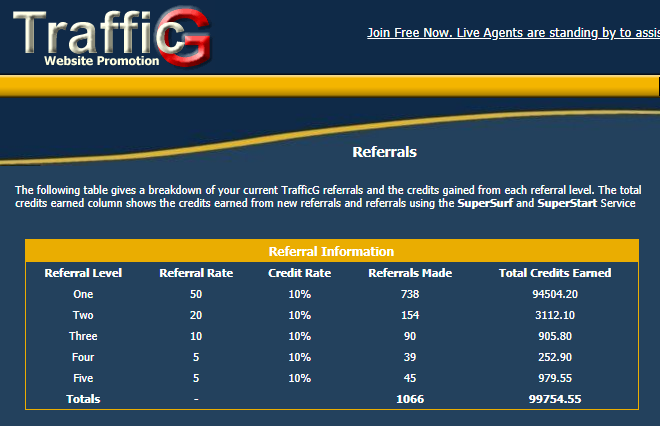 TrafficG
Website Promotion
Join Free Now. Live Agents are standing by to assis
Referrals
The following table gives a breakdown of your current TrafficG referrals and the credits gained from each referral level. The total
credits earned column shows the credits earned from new referrals and referrals using the SuperSurf and SuperStart Service
Referral Information
Referral Level Referral Rate Credit Rate Referrals Made Total Credits Earned
One 50 10% 738 94504.20
Two 20 10% 154 3112.10
Three 10 10% 90 905.80
Four 5 10% 39 252.90
Five 5 10% 45 979.55
Totals - 1066 99754.55